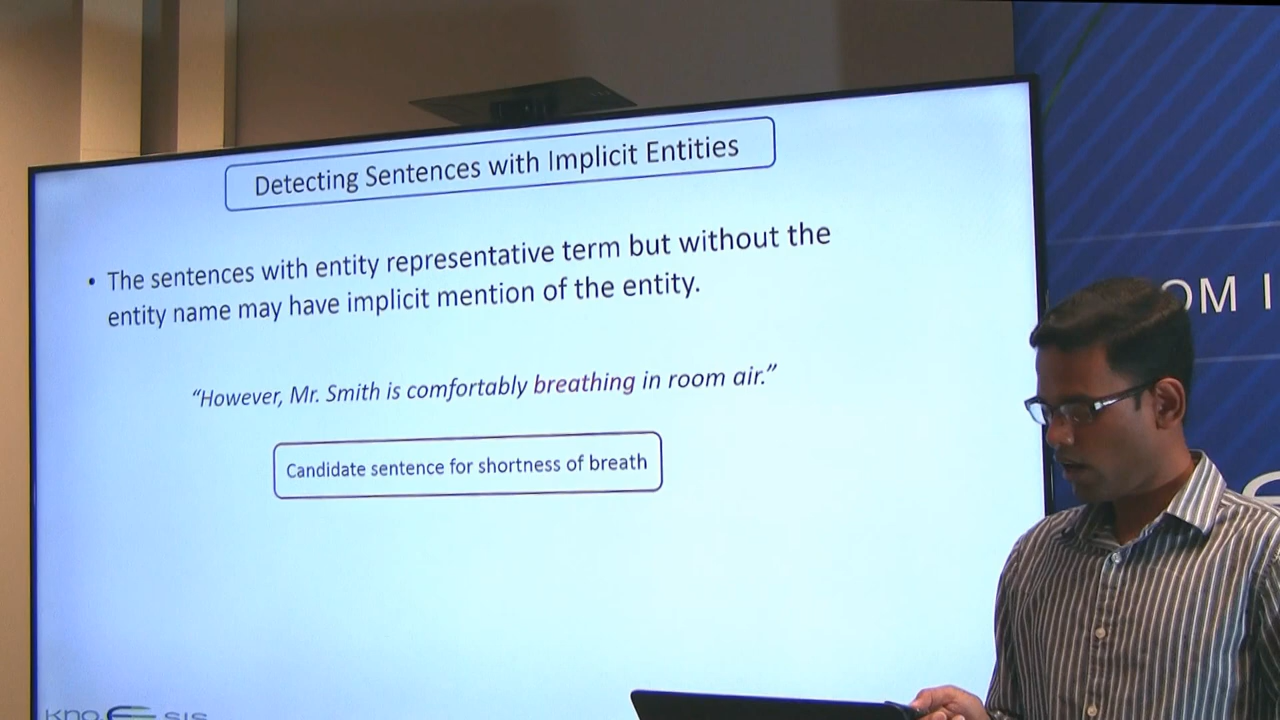 Detecting Sentences with Implicit Entities
• The sentences with entity representative term but without the
entity name may have implicit mention of the entity.
“However, Mr. Smith is comfortably breathing in room air.”
Candidate sentence for shortness of breath
OM I
kno e sis